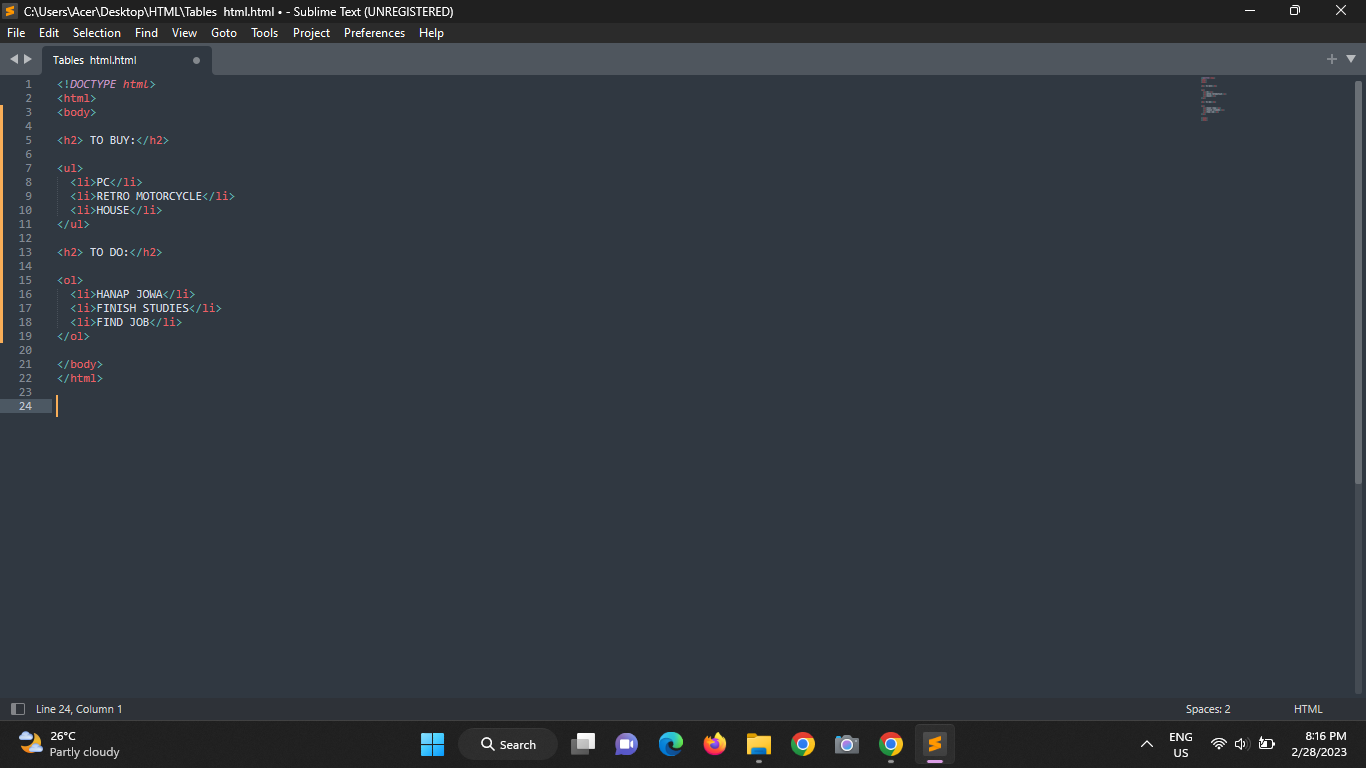 C:\Users\Acer\Desktop\HTML\Tables  html.html • - Sublime Text (UNREGISTERED)
File Edit Selection Find View Goto Tools Project Preferences Help
Tables  html.html
1 <!DOCTYPE html>
2 <html>
3 <body>
4
5 <h2> TO BUY:</h2>
6
7 <ul>
8   <li>PC</li>
9   <li>RETRO MOTORCYCLE</li>
10   <li>HOUSE</li>
11 </ul>
12
13 <h2> TO DO:</h2>
14
15 <ol>
16   <li>HANAP JOWA</li>
17   <li>FINISH STUDIES</li>
18   <li>FIND JOB</li>
19 </ol>
20
21 </body>
22 </html>
23
24
Line 24, Column 1 Spaces: 2 HTML
26°C
Partly cloudy
Search
ENG
US
8:16 PM
2/28/2023